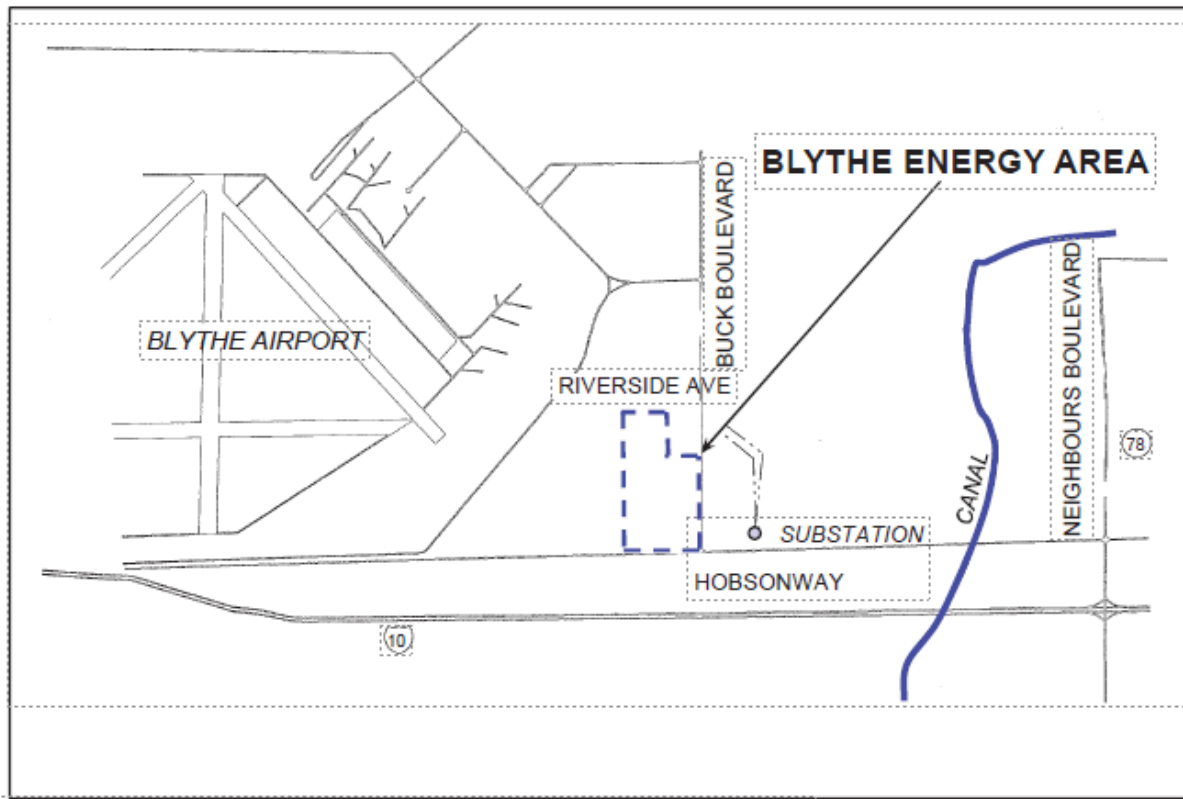 BLYTHE ENERGY AREA
BUCK BOULEVARD
NEIGHBOURS BOULEVARD
BLYTHE AIRPORT
RIVERSIDE AVE
78
CANAL
SUBSTATION
HOBSONWAY
10